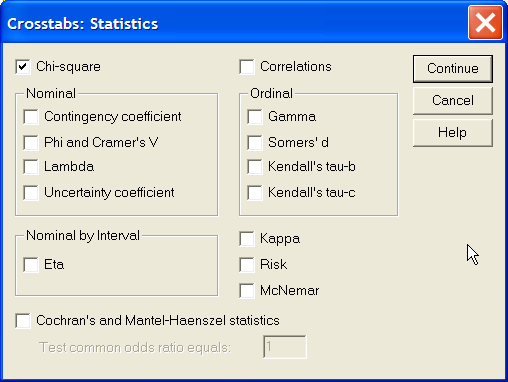 Crosstabs: Statistics
Chi-square
Correlations
Continue
Cancel
Help
Nominal
Contingency coefficient
Phi and Cramer's V
Lambda
Uncertainty coefficient
Ordinal
Gamma
Somers' d
Kendall's tau-b
Kendall's tau-c
Nominal by Interval
Eta
Kappa
Risk
McNemar
Cochran's and Mantel-Haenszel statistics
Test common odds ratio equals: 1